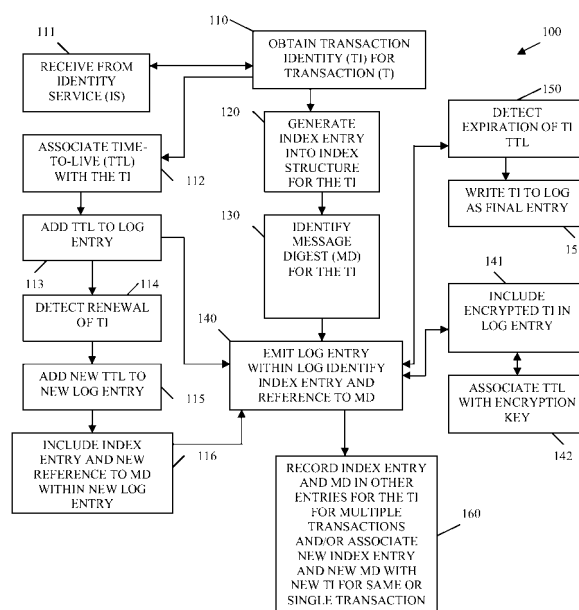 110
111
100
OBTAIN TRANSACTION
IDENTITY (TI) FOR
TRANSACTION (T)
RECEIVE FROM
IDENTITY
SERVICE (IS)
120
150
DETECT
EXPIRATION OF TI
TTL
GENERATE
INDEX ENTRY
INTO INDEX
STRUCTURE
FOR THE TI
ASSOCIATE TIME-
TO-LIVE (TTL)
WITH THE TI
112
WRITE TI TO LOG
AS FINAL ENTRY
15
130
ADD TTL TO LOG
ENTRY
113
IDENTIFY
MESSAGE
DIGEST (MD)
FOR THE TI
141
114
INCLUDE
ENCRYPTED TI IN
LOG ENTRY
DETECT RENEWAL
OF TI
140
EMIT LOG ENTRY
WITHIN LOG IDENTIFY
INDEX ENTRY AND
REFERENCE TO MD
ADD NEW TTL TO
NEW LOG ENTRY
115
ASSOCIATE TTL
WITH ENCRYPTION
KEY
142
INCLUDE INDEX
ENTRY AND NEW
REFERENCE TO MD
WITHIN NEW LOG
ENTRY
116
RECORD INDEX ENTRY
AND MD IN OTHER
ENTRIES FOR THE TI
FOR MULTIPLE
TRANSACTIONS
AND/OR ASSOCIATE
NEW INDEX ENTRY
AND NEW MD WITH
NEW TI FOR SAME OR
SINGLE TRANSACTION
160